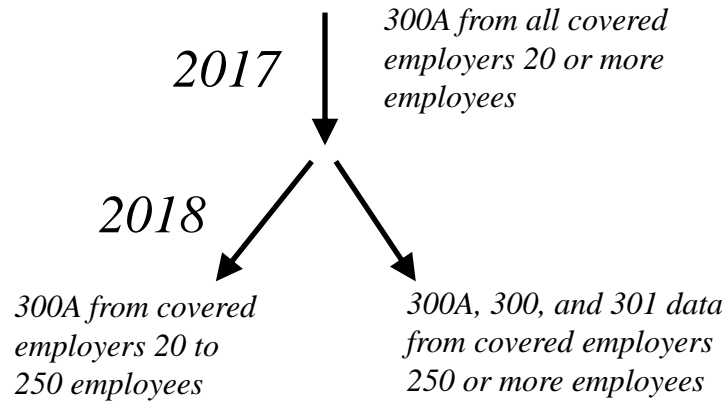 300A from all covered
employers 20 or more
employees
2017
2018
300A from covered
employers 20 to
250 employees
300A, 300, and 301 data
from covered employers
250 or more employees